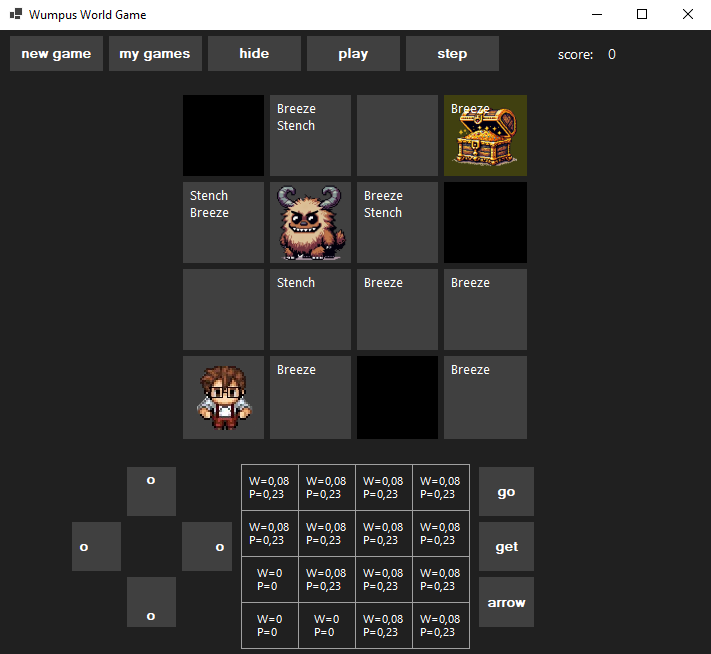 Wumpus World Game
new game my games hide play step score: 0
Breeze Breeze
Stench
Stench Breeze
Breeze Stench
Stench Breeze Breeze
Breeze Breeze
o
o o
o
W=0,08 W=0,08 W=0,08 W=0,08
P=0,23 P=0,23 P=0,23 P=0,23
W=0,08 W=0,08 W=0,08 W=0,08
P=0,23 P=0,23 P=0,23 P=0,23
W=0 W=0,08 W=0,08 W=0,08
P=0 P=0,23 P=0,23 P=0,23
W=0 W=0 W=0,08 W=0,08
P=0 P=0 P=0,23 P=0,23
go
get
arrow